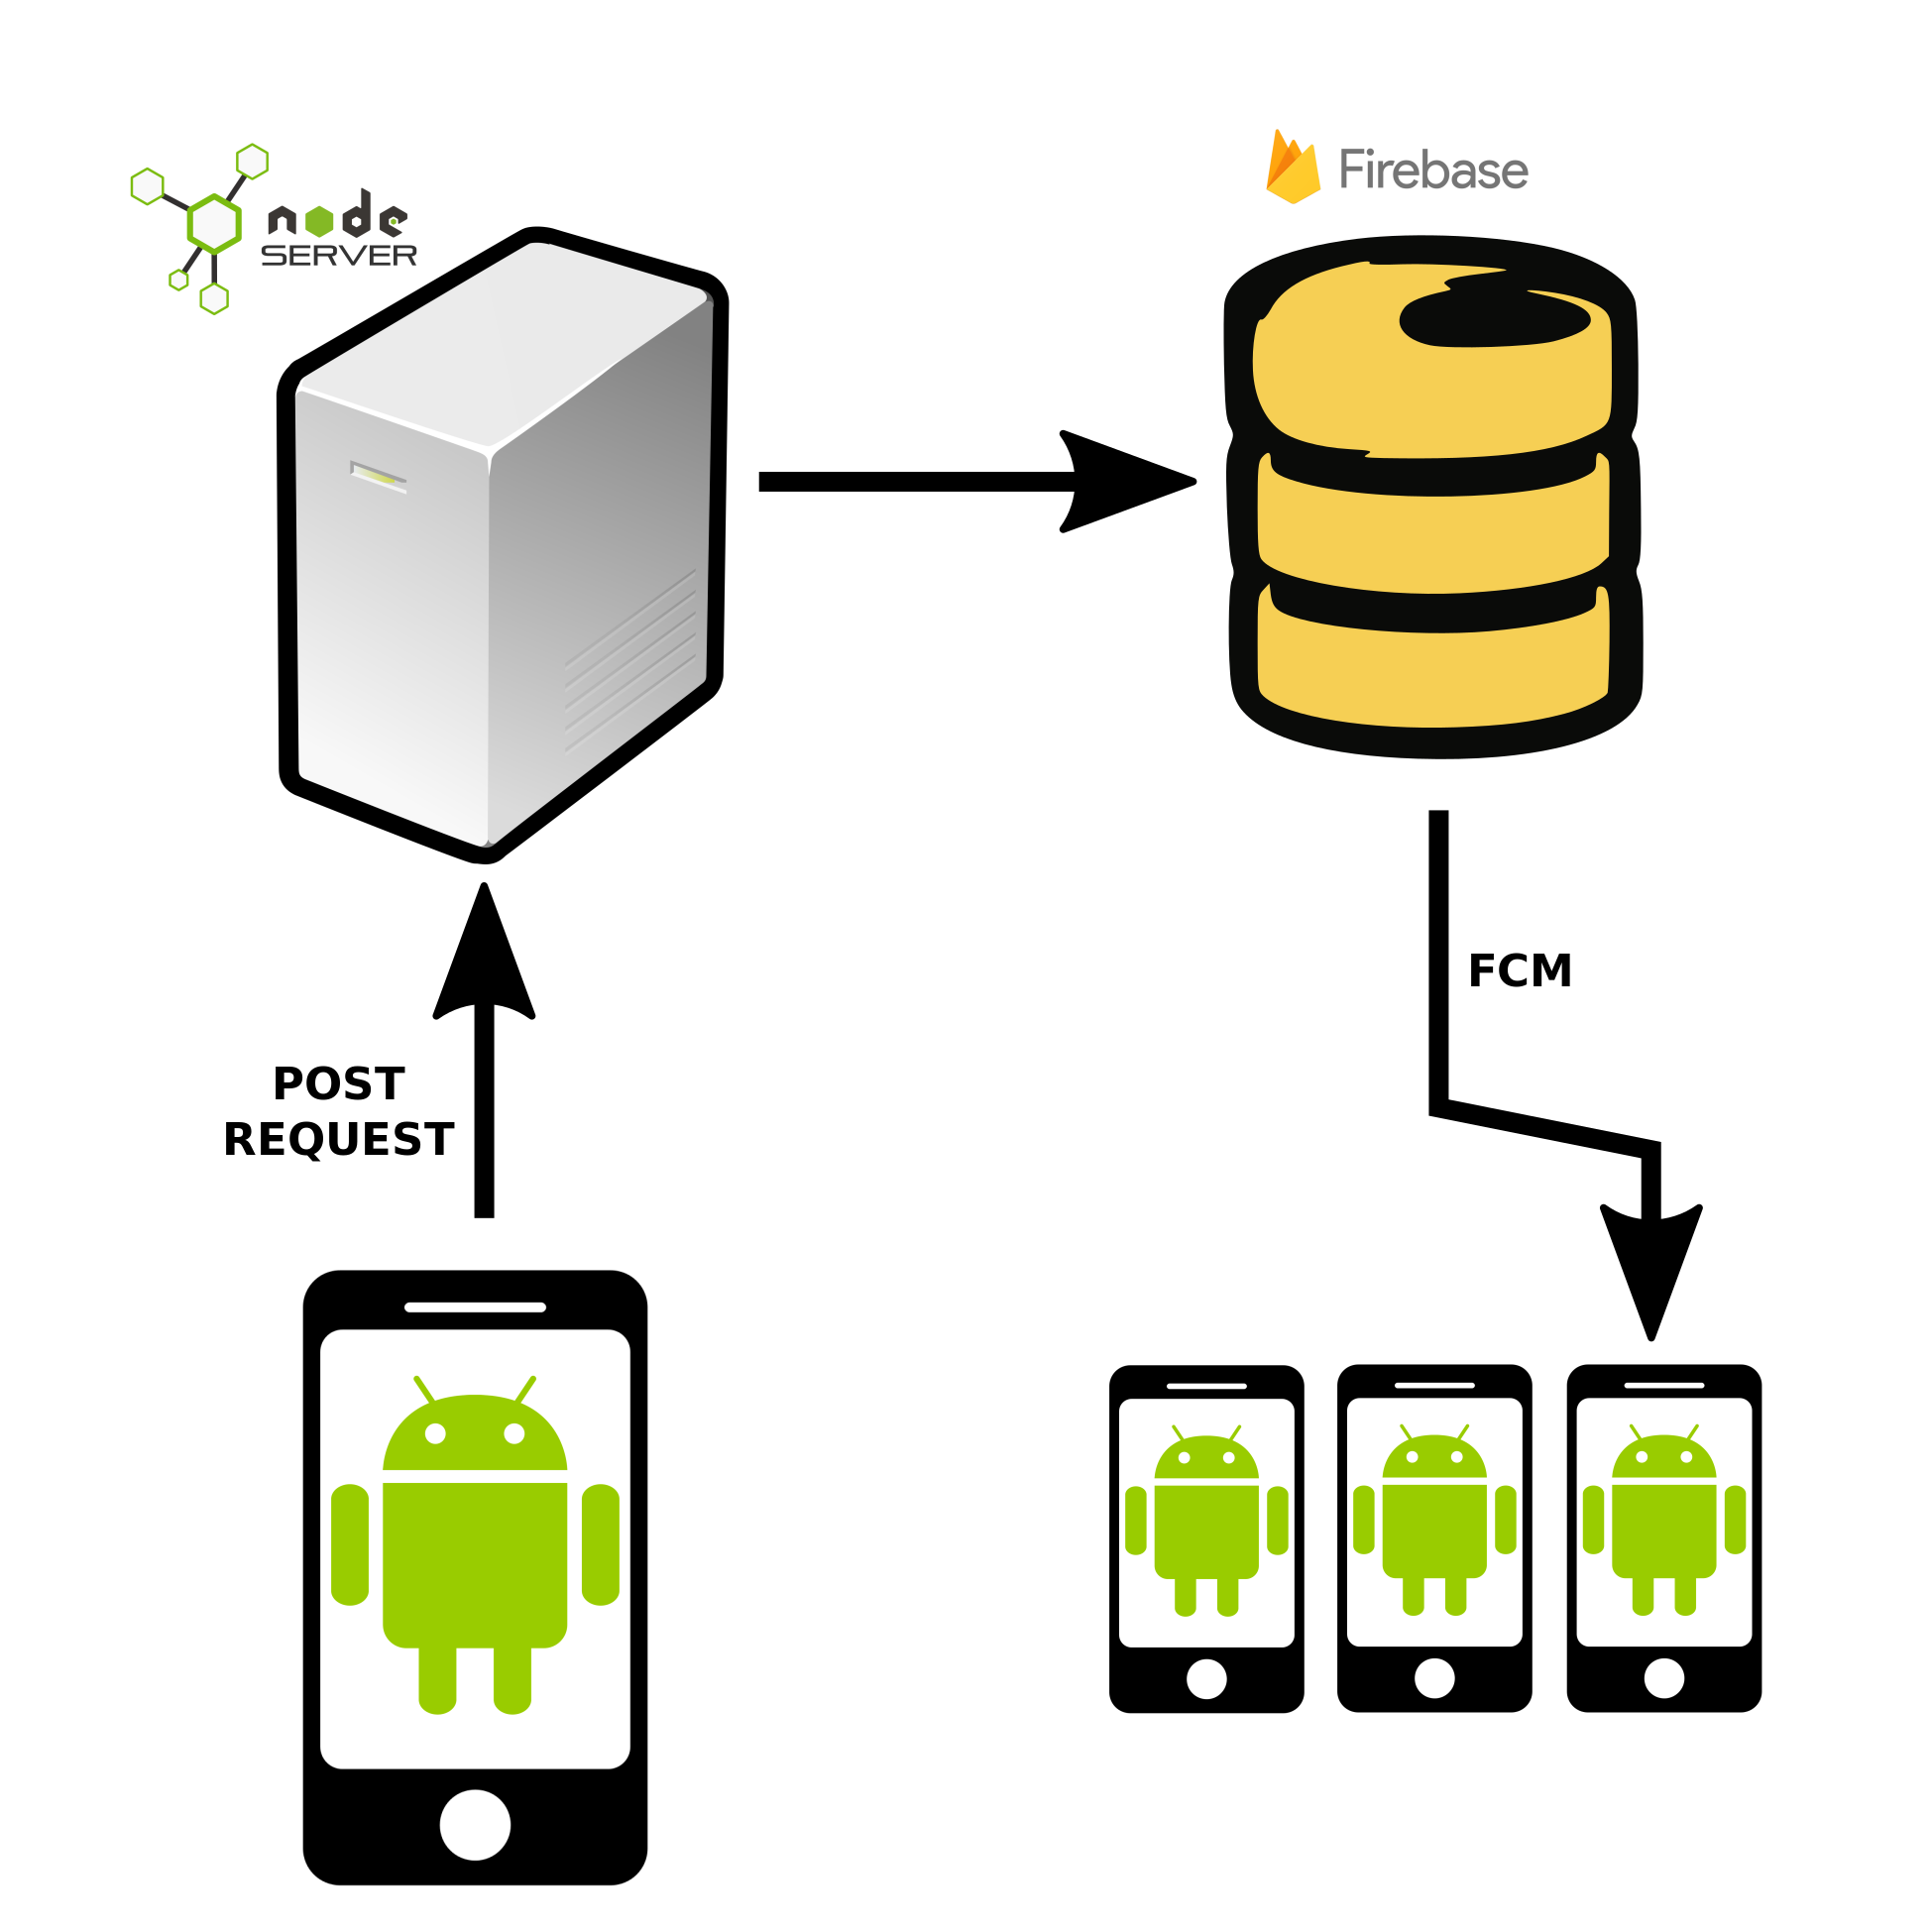 node
SERVER
Firebase
FCM
POST
REQUEST